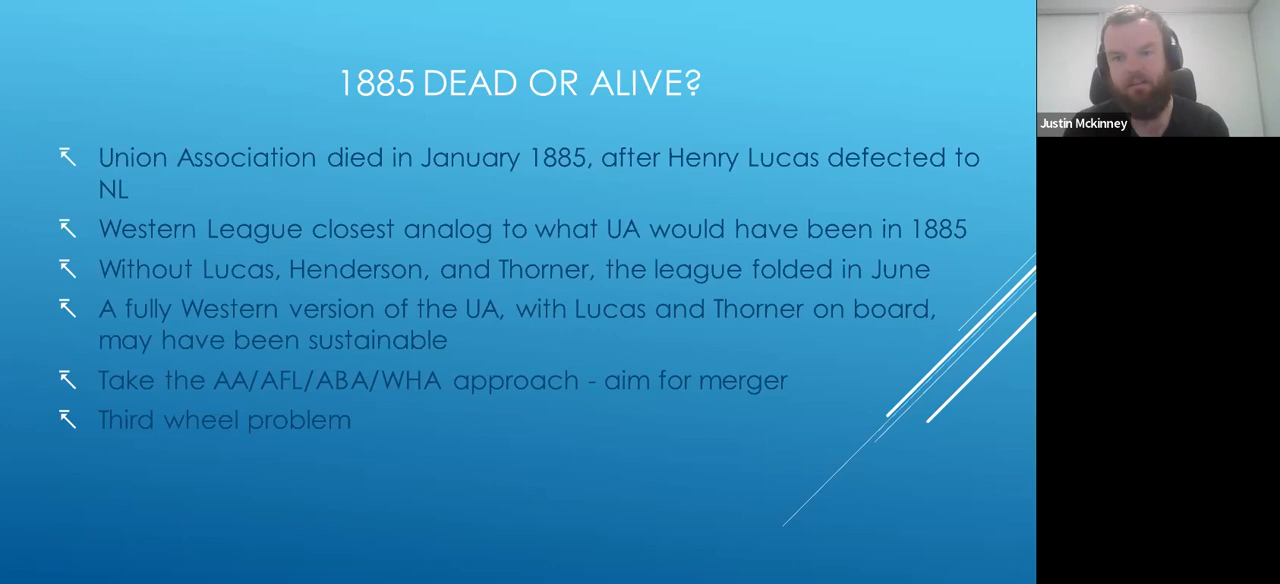 1885 DEAD OR ALIVE?
Union Association died in January 1885, after Henry Lucas defected to
NL
Western League closest analog to what UA would have been in 1885
Without Lucas, Henderson, and Thorner, the league folded in June
A fully Western version of the UA, with Lucas and Thorner on board,
may have been sustainable
Take the AA/AFL/ABA/WHA approach - aim for merger
Third wheel problem
Justin Mckinney